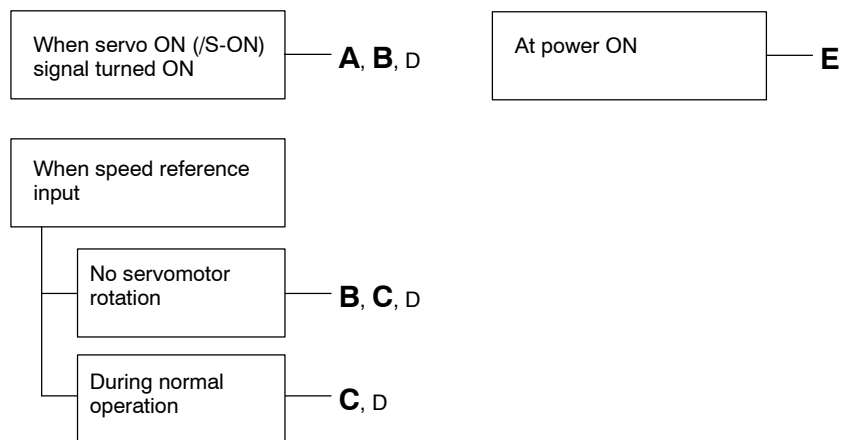 When servo ON (/S-ON)
signal turned ON
A, B, D
At power ON
E
When speed reference
input
No servomotor
rotation
B, C, D
During normal
operation
C, D